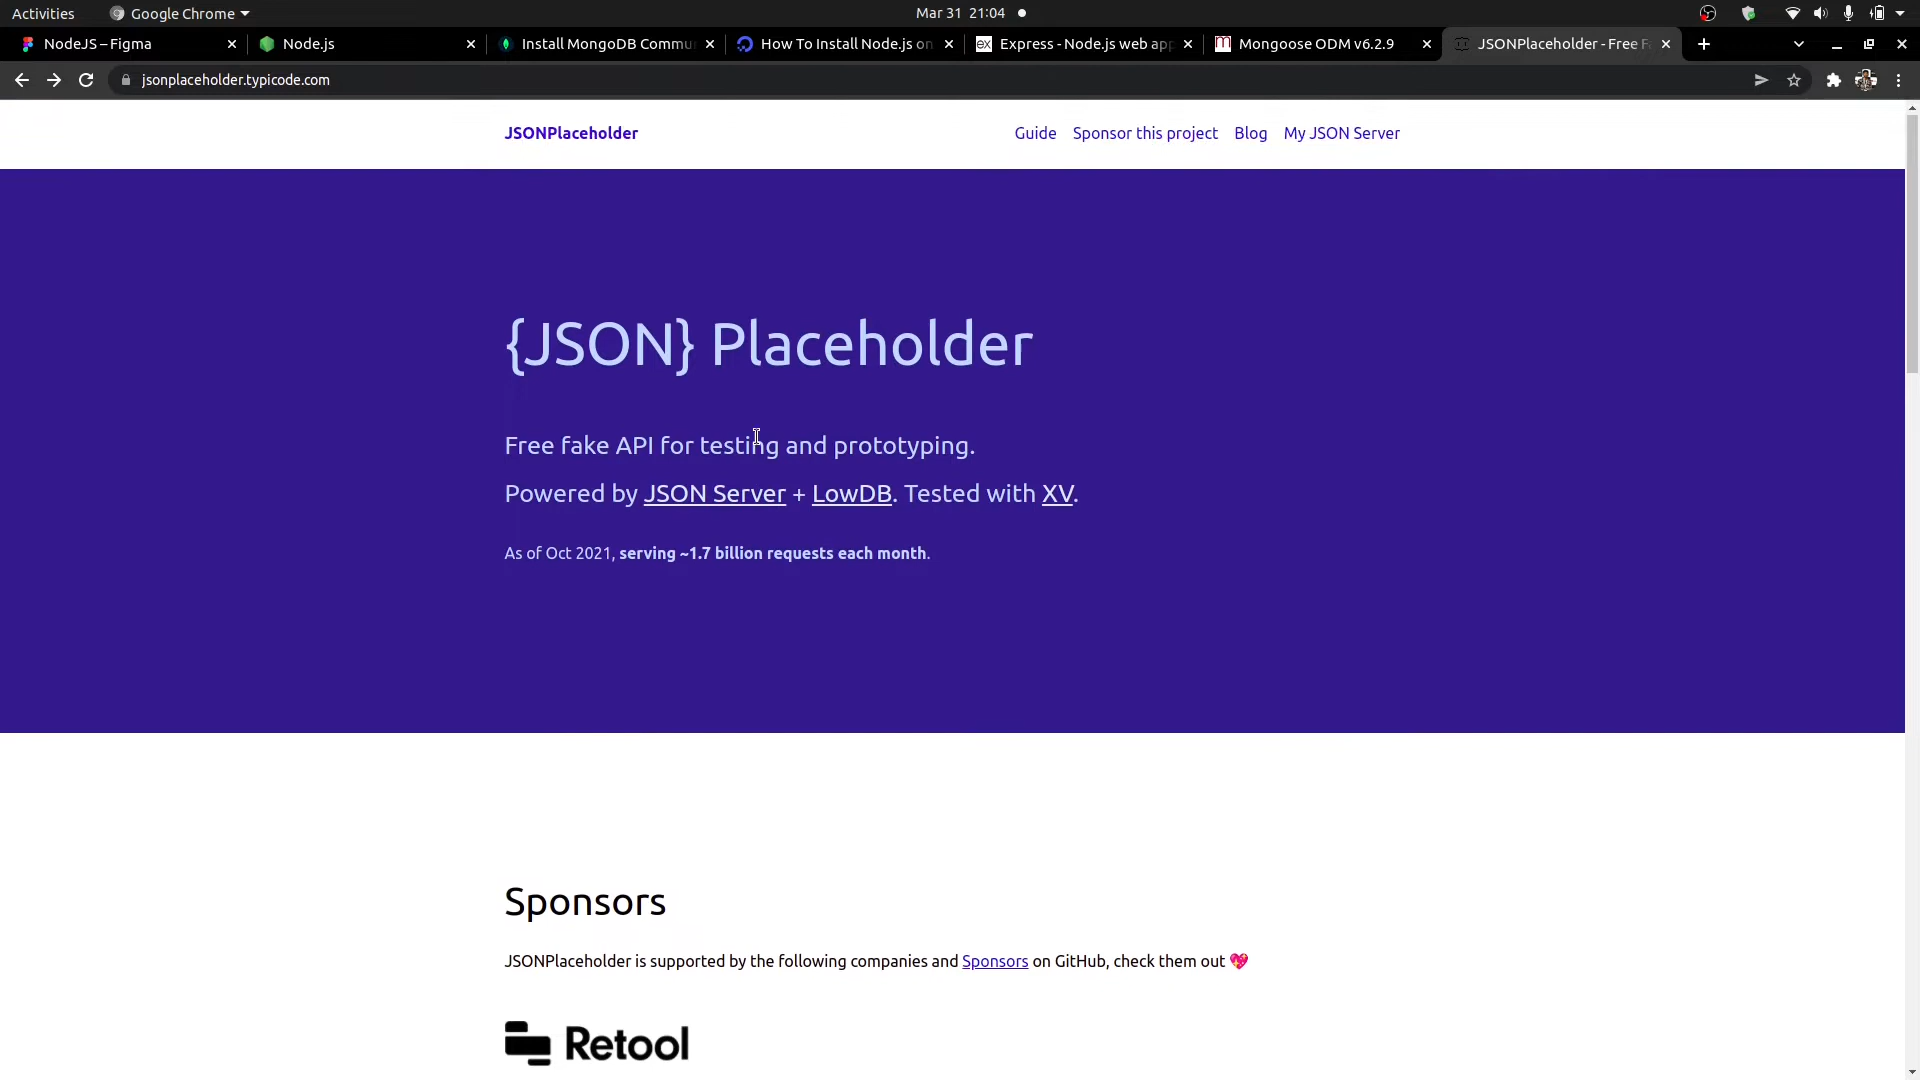 Activities
Google Chrome
Mar 31 21:04
NodeJS – Figma
Node.js
Install MongoDB Commu
How To Install Node.js on
Express - Node.js web app
Mongoose ODM v6.2.9
JSONPlaceholder - Free F
jsonplaceholder.typicode.com
JSONPlaceholder
Guide
Sponsor this project
Blog
My JSON Server
{JSON} Placeholder
Free fake API for testing and prototyping.
Powered by JSON Server + LowDB. Tested with XV.
As of Oct 2021, serving ~1.7 billion requests each month.
Sponsors
JSONPlaceholder is supported by the following companies and Sponsors on GitHub, check them out 💖
Retool